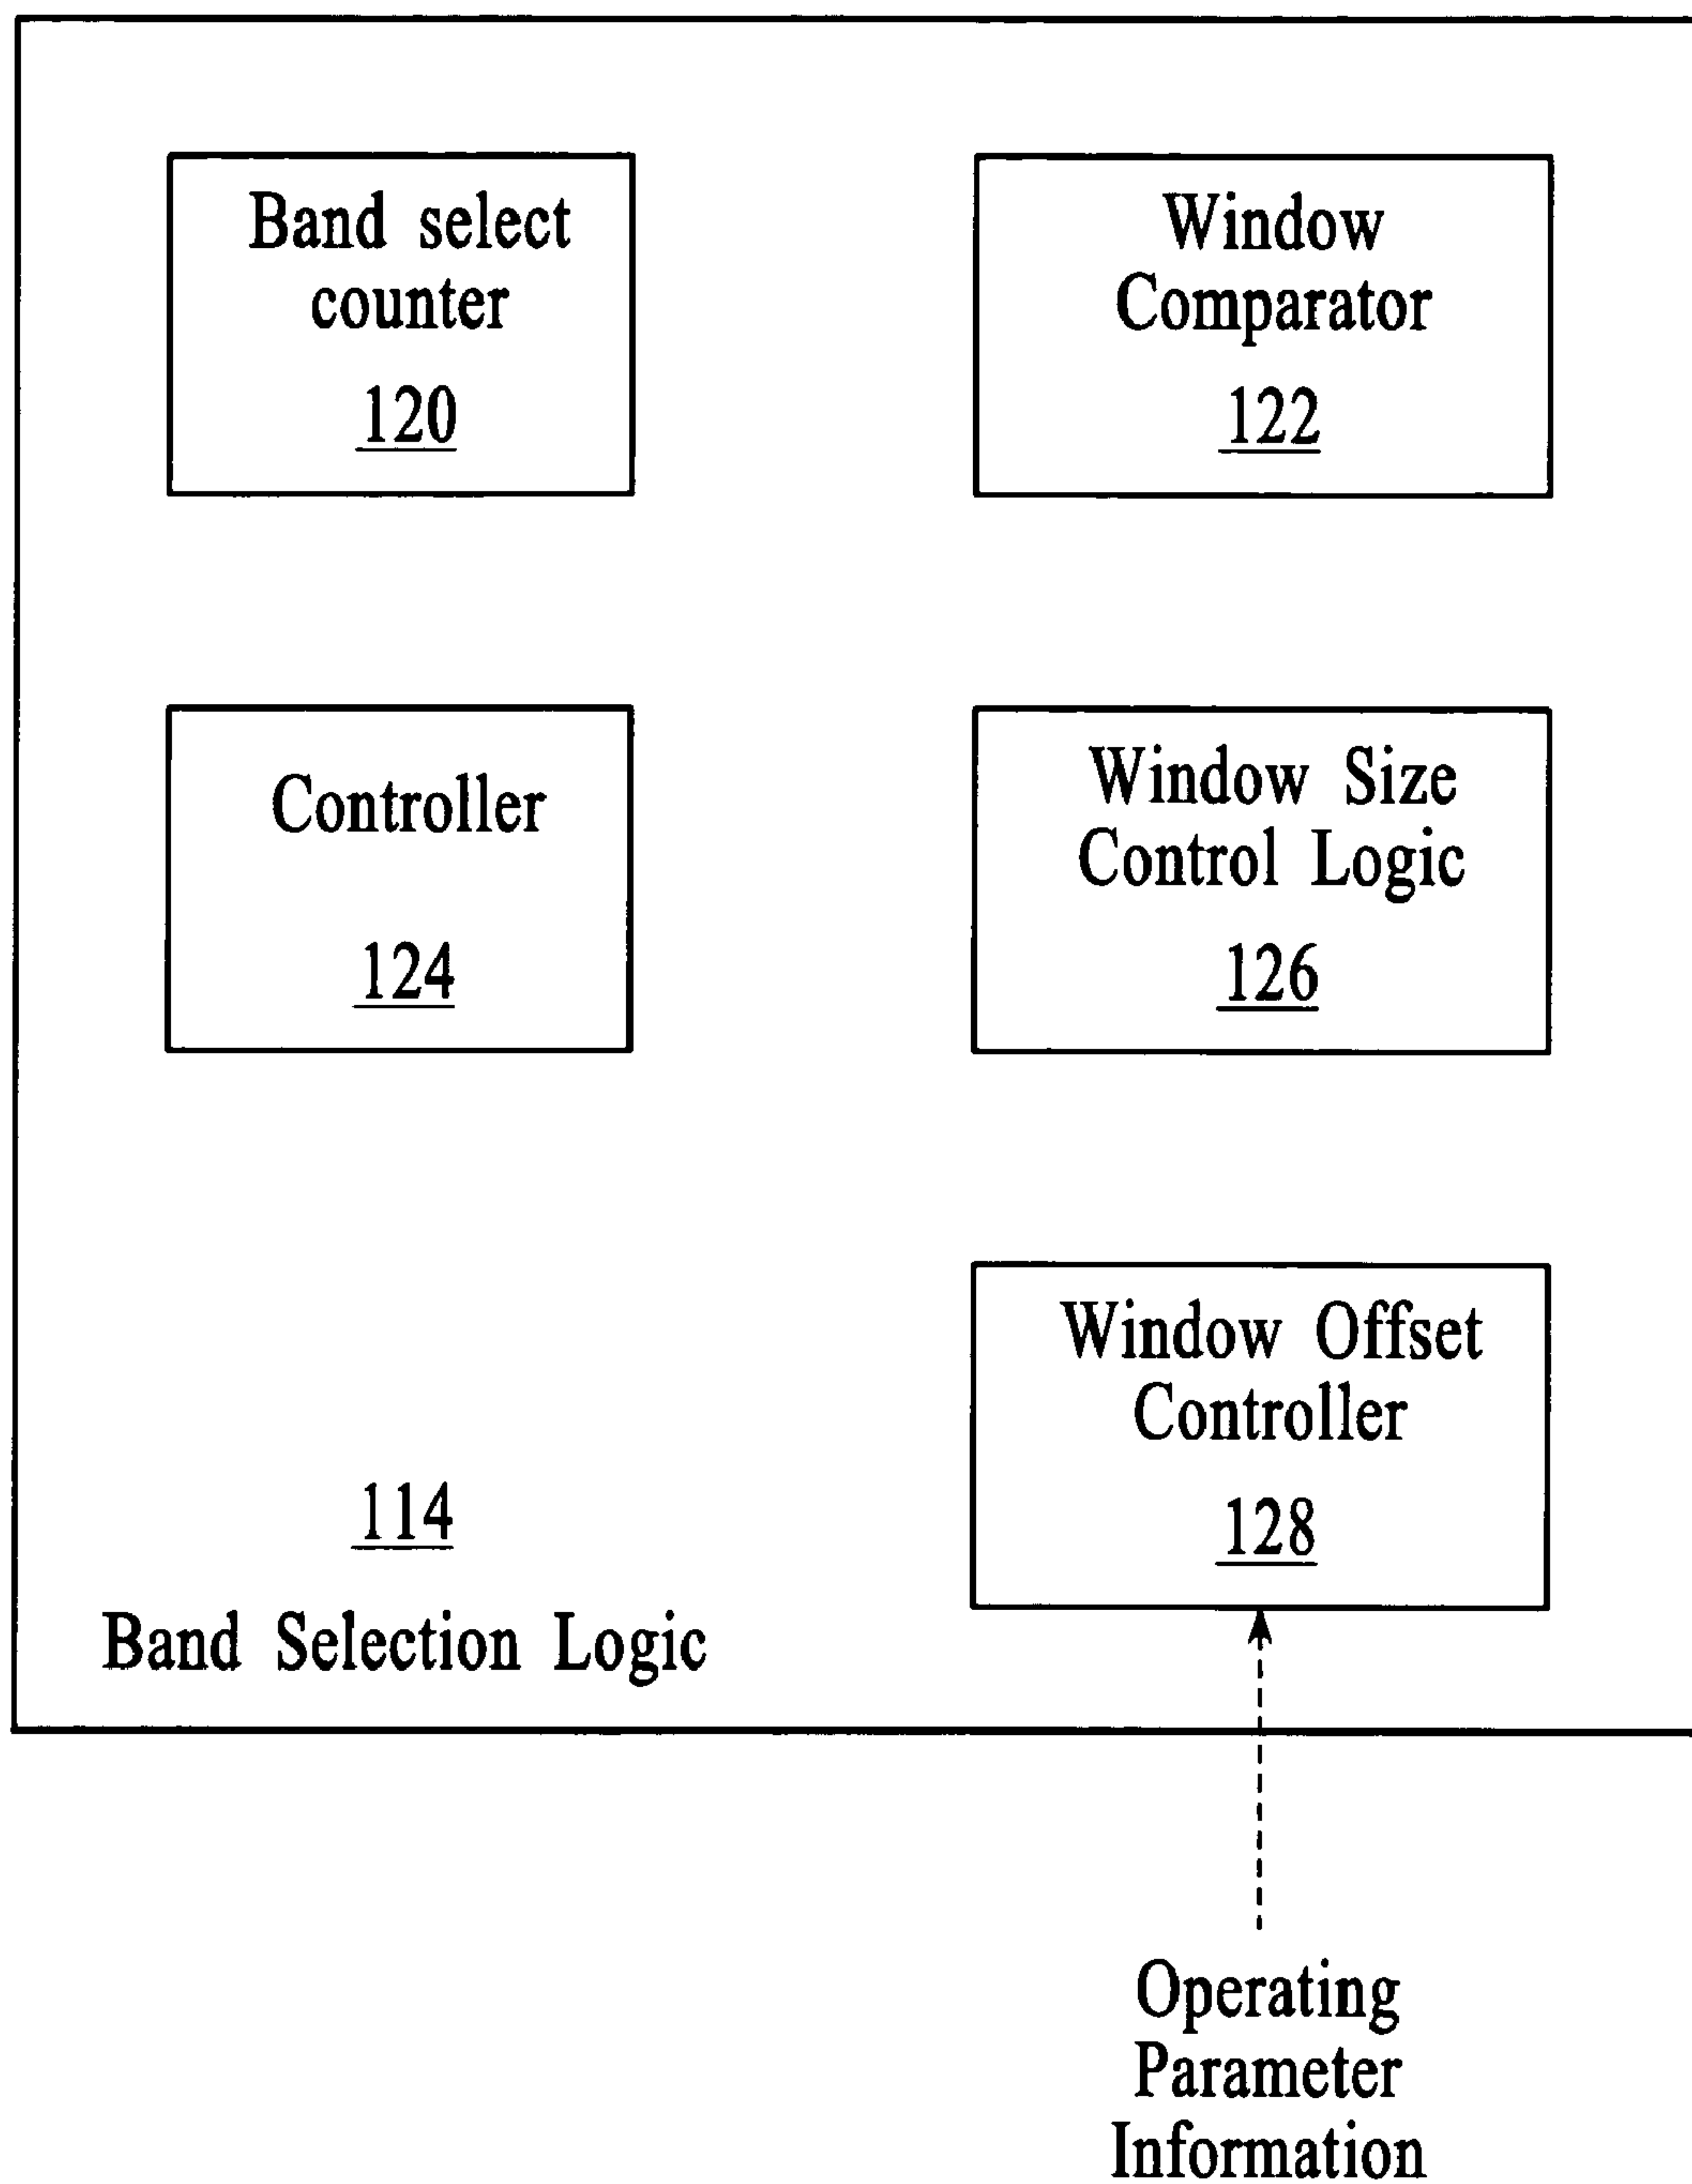 Band select
counter
120
Window
Comparator
122
Controller
124
Window Size
Control Logic
126
Window Offset
Controller
128
114
Band Selection Logic
Operating
Parameter
Information